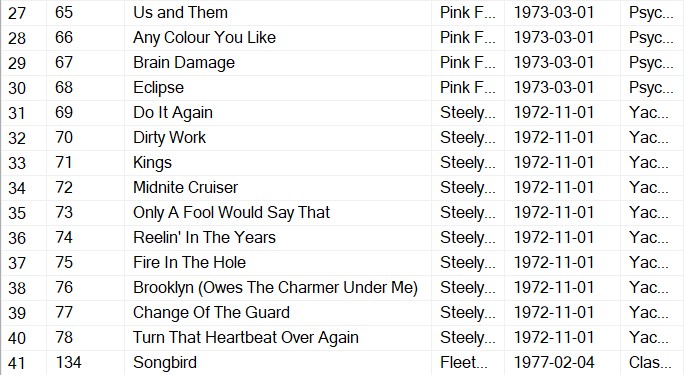 27 65 Us and Them Pink F... 1973-03-01 Psyc...
28 66 Any Colour You Like Pink F... 1973-03-01 Psyc...
29 67 Brain Damage Pink F... 1973-03-01 Psyc...
30 68 Eclipse Pink F... 1973-03-01 Psyc...
31 69 Do It Again Steely... 1972-11-01 Yac...
32 70 Dirty Work Steely... 1972-11-01 Yac...
33 71 Kings Steely... 1972-11-01 Yac...
34 72 Midnite Cruiser Steely... 1972-11-01 Yac...
35 73 Only A Fool Would Say That Steely... 1972-11-01 Yac...
36 74 Reelin' In The Years Steely... 1972-11-01 Yac...
37 75 Fire In The Hole Steely... 1972-11-01 Yac...
38 76 Brooklyn (Owes The Charmer Under Me) Steely... 1972-11-01 Yac...
39 77 Change Of The Guard Steely... 1972-11-01 Yac...
40 78 Turn That Heartbeat Over Again Steely... 1972-11-01 Yac...
41 134 Songbird Fleet... 1977-02-04 Clas...